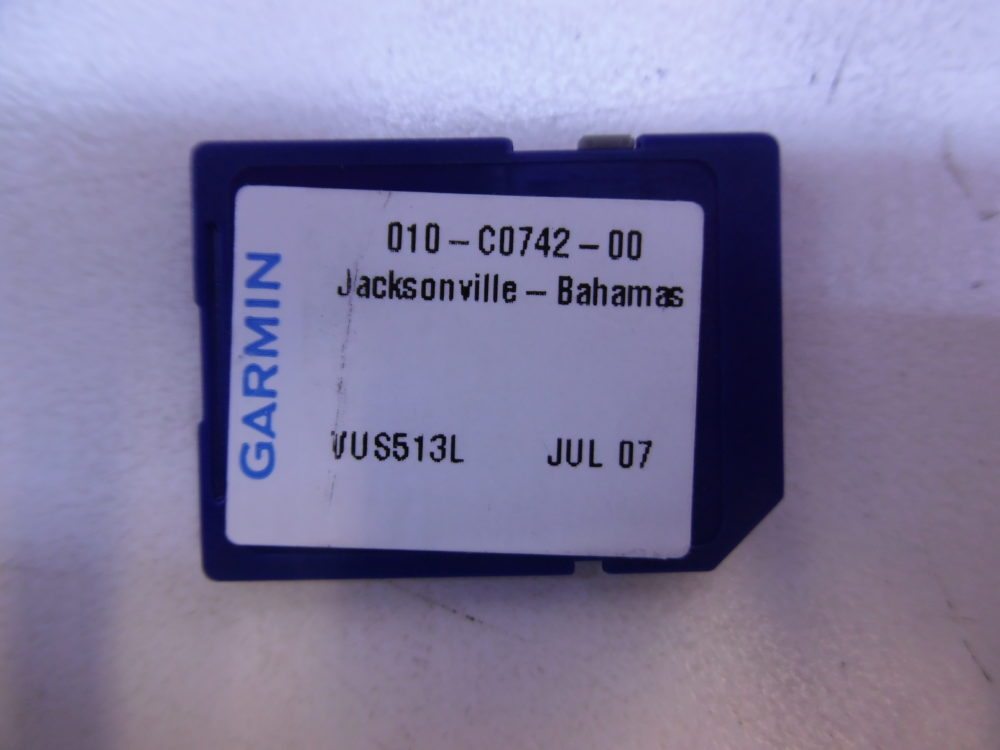 GARMIN
010-C0742-00
Jacksonville - Bahamas
VUS513L JUL 07